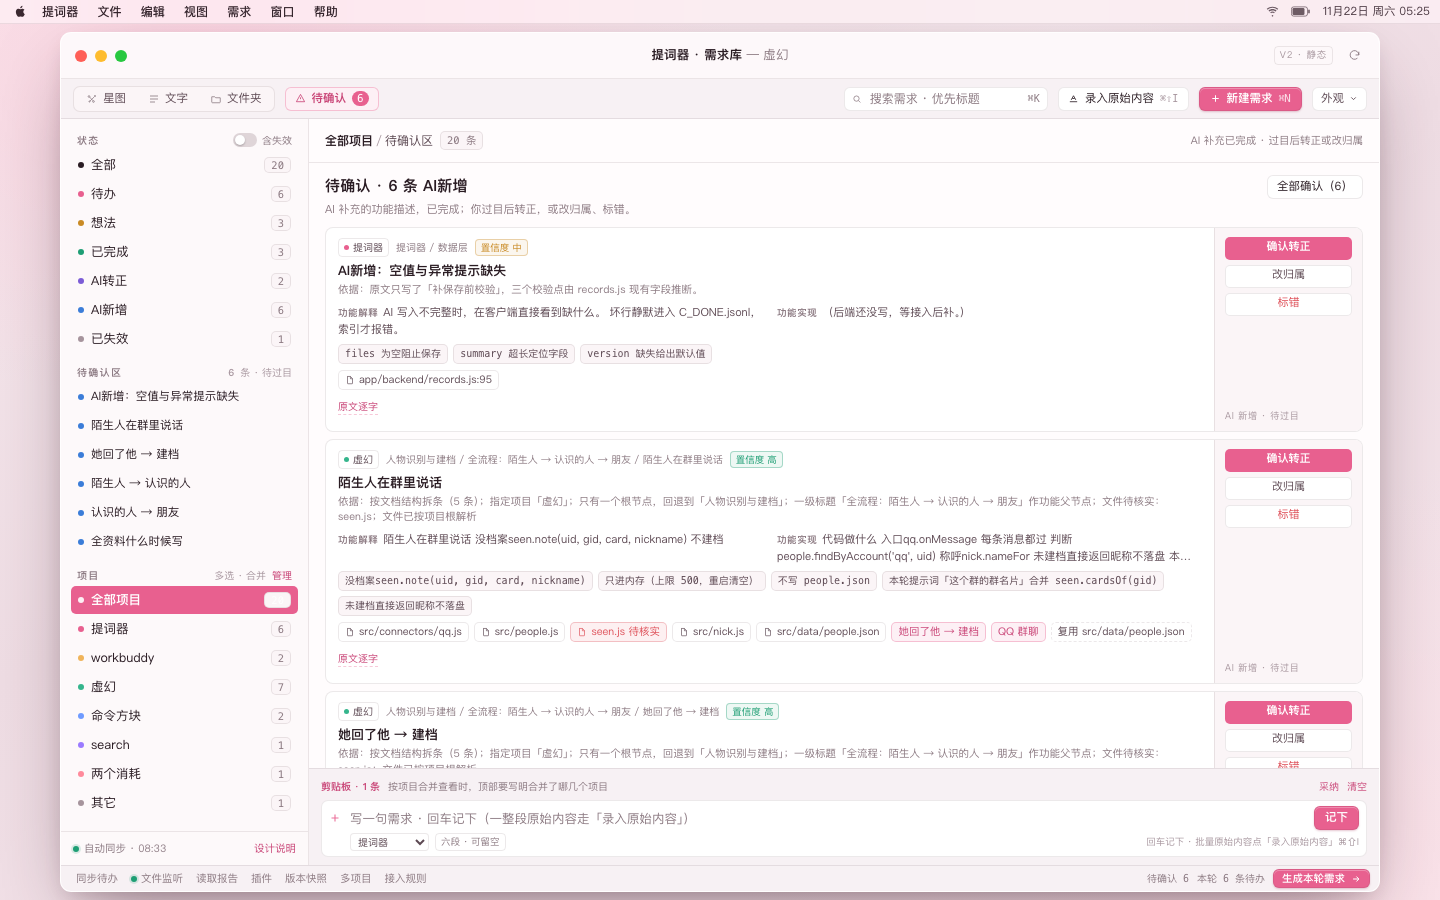 提词器 文件 编辑 视图 需求 窗口 帮助
11月22日 周六 05:25
提词器 · 需求库 — 虚幻
V2 · 静态
星图 文字 文件夹 待确认 6
搜索需求 · 优先标题 ⌘K
录入原始内容 ⌘⇧I
+ 新建需求 ⌘N
外观
状态 含失效
全部 20
待办 6
想法 3
已完成 3
AI转正 2
AI新增 6
已失效 1
待确认区 6 条 · 待过目
AI新增：空值与异常提示缺失
陌生人在群里说话
她回了他 → 建档
陌生人 → 认识的人
认识的人 → 朋友
全资料什么时候写
项目 多选 · 合并 管理
全部项目
提词器 6
workbuddy 2
虚幻 7
命令方块 2
search 1
两个消耗 1
其它 1
自动同步 · 08:33 设计说明
全部项目 / 待确认区 20 条
AI 补充已完成 · 过目后转正或改归属
待确认 · 6 条 AI新增
全部确认（6）
AI 补充的功能描述，已完成；你过目后转正，或改归属、标错。
提词器 提词器 / 数据层 置信度 中
AI新增：空值与异常提示缺失
依据：原文只写了「补保存前校验」，三个校验点由 records.js 现有字段推断。
功能解释 AI 写入不完整时，在客户端直接看到缺什么。 坏行静默进入 C_DONE.jsonl，
索引才报错。
功能实现 （后端还没写，等接入后补。）
files 为空阻止保存 summary 超长定位字段 version 缺失给出默认值
app/backend/records.js:95
原文逐字
确认转正
改归属
标错
AI 新增 · 待过目
虚幻 人物识别与建档 / 全流程：陌生人 → 认识的人 → 朋友 / 陌生人在群里说话 置信度 高
陌生人在群里说话
依据：按文档结构拆条（5 条）；指定项目「虚幻」；只有一个根节点，回退到「人物识别与建档」；一级标题「全流程：陌生人 → 认识的人 → 朋友」作功能父节点；文件待核实：
seen.js；文件已按项目根解析
功能解释 陌生人在群里说话 没档案seen.note(uid, gid, card, nickname) 不建档
功能实现 代码做什么 入口qq.onMessage 每条消息都过 判断
people.findByAccount('qq', uid) 称呼nick.nameFor 未建档直接返回昵称不落盘 本…
没档案seen.note(uid, gid, card, nickname) 只进内存（上限 500，重启清空） 不写 people.json 本轮提示词「这个群的群名片」合并 seen.cardsOf(gid)
未建档直接返回昵称不落盘
src/connectors/qq.js src/people.js seen.js 待核实 src/nick.js src/data/people.json 她回了他 → 建档 QQ 群聊 复用 src/data/people.json
原文逐字
确认转正
改归属
标错
AI 新增 · 待过目
虚幻 人物识别与建档 / 全流程：陌生人 → 认识的人 → 朋友 / 她回了他 → 建档 置信度 高
她回了他 → 建档
依据：按文档结构拆条（5 条）；指定项目「虚幻」；只有一个根节点，回退到「人物识别与建档」；一级标题「全流程：陌生人 → 认识的人 → 朋友」作功能父节点；文件待核实：
确认转正
改归属
标错
剪贴板 · 1 条 按项目合并查看时，顶部要写明合并了哪几个项目 采纳 清空
+ 写一句需求 · 回车记下（一整段原始内容走「录入原始内容」） 记下
提词器 六段 · 可留空 回车记下 · 批量原始内容点「录入原始内容」⌘⇧I
同步待办 文件监听 读取报告 插件 版本快照 多项目 接入规则
待确认 6 本轮 6 条待办 生成本轮需求 →